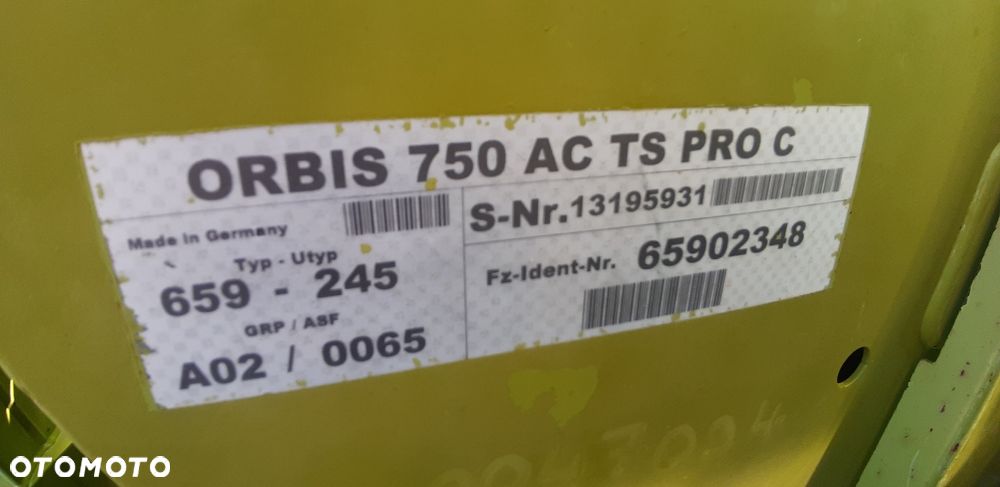 ORBIS 750 AC TS PRO C
Made in Germany
Typ - Utyp
659 - 245
GRP / ASF
A02 / 0065
S-Nr.13195931
Fz-Ident-Nr. 65902348
OTOMOTO